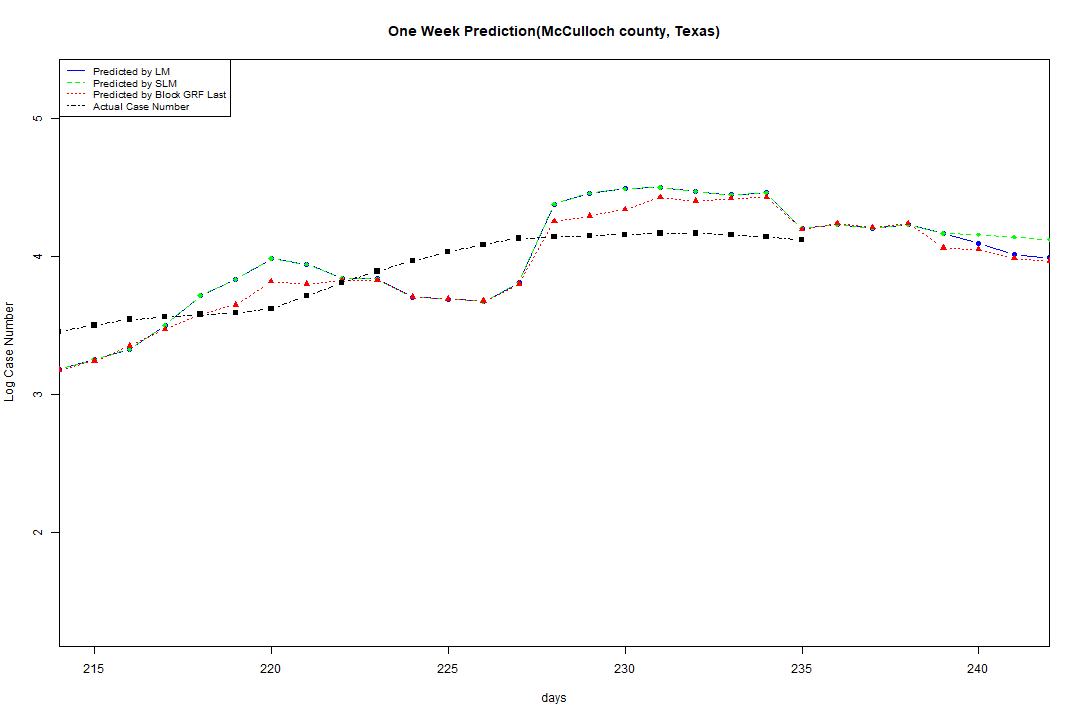 One Week Prediction(McCulloch county, Texas)
Predicted by LM
Predicted by SLM
Predicted by Block GRF Last
Actual Case Number
5
4
3
2
Log Case Number
215 220 225 230 235 240
days